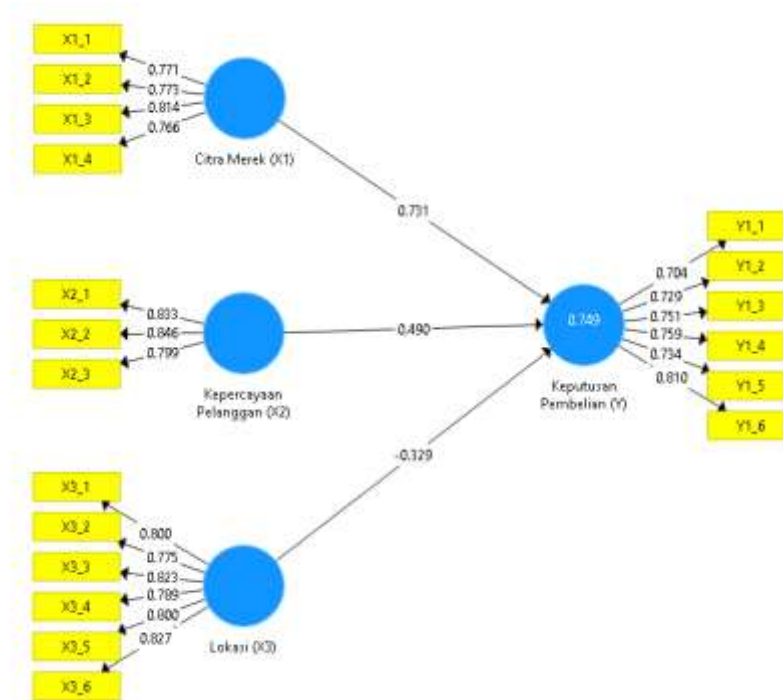 X1_1
X1_2
X1_3
X1_4
0.771
0.773
0.814
0.766
Citra Merek (X1)
0.731
X2_1
X2_2
X2_3
0.833
0.846
0.799
Kepercayaan
Pelanggan (X2)
0.490
X3_1
X3_2
X3_3
X3_4
X3_5
X3_6
0.800
0.775
0.823
0.789
0.800
0.827
Lokasi (X3)
-0.329
0.749
Keputusan
Pembelian (Y)
0.704
0.729
0.751
0.759
0.734
0.810
Y1_1
Y1_2
Y1_3
Y1_4
Y1_5
Y1_6